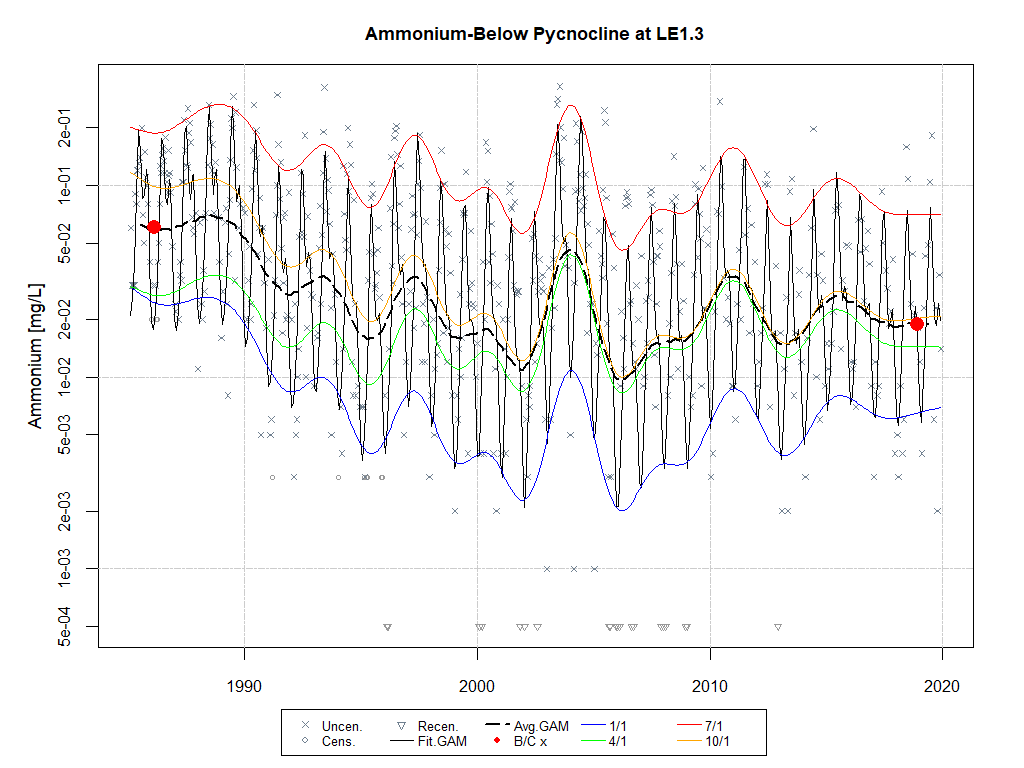 Ammonium-Below Pycnocline at LE1.3
Ammonium [mg/L]
2e-01
1e-01
5e-02
2e-02
1e-02
5e-03
2e-03
1e-03
5e-04
1990 2000 2010 2020
Uncen. Recen. Avg.GAM 1/1 7/1
Cens. Fit.GAM B/C x 4/1 10/1